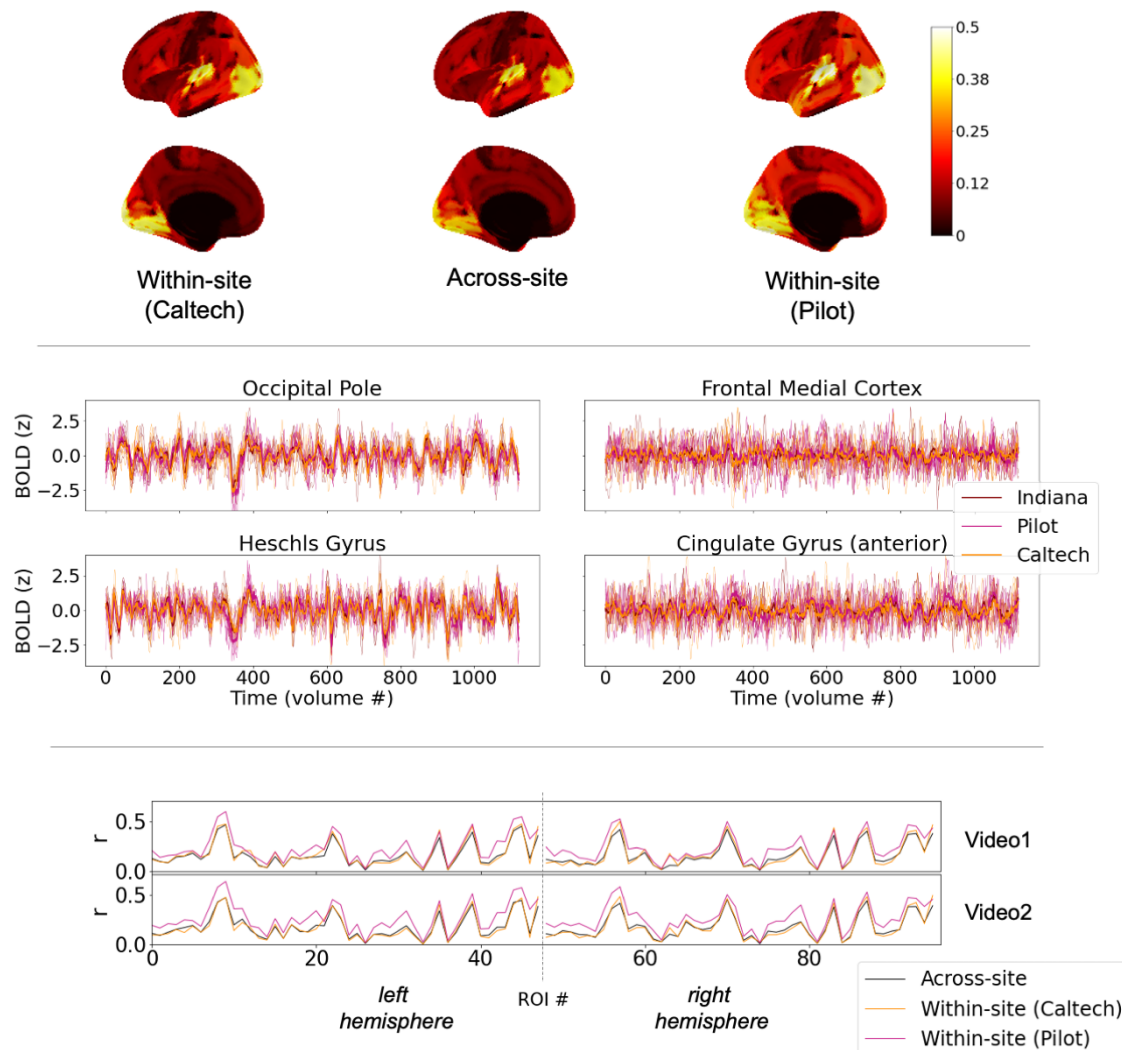 0.5
0.38
0.25
0.12
0
Within-site
(Caltech)
Across-site
Within-site
(Pilot)
Occipital Pole
Frontal Medial Cortex
BOLD (z)
2.5
0.0
−2.5
Indiana
Pilot
Caltech
Heschls Gyrus
Cingulate Gyrus (anterior)
BOLD (z)
2.5
0.0
−2.5
0 200 400 600 800 1000
0 200 400 600 800 1000
Time (volume #)
Time (volume #)
r
0.5
0.0
Video1
r
0.5
0.0
Video2
0 20 40 60 80
left
hemisphere
ROI #
right
hemisphere
Across-site
Within-site (Caltech)
Within-site (Pilot)